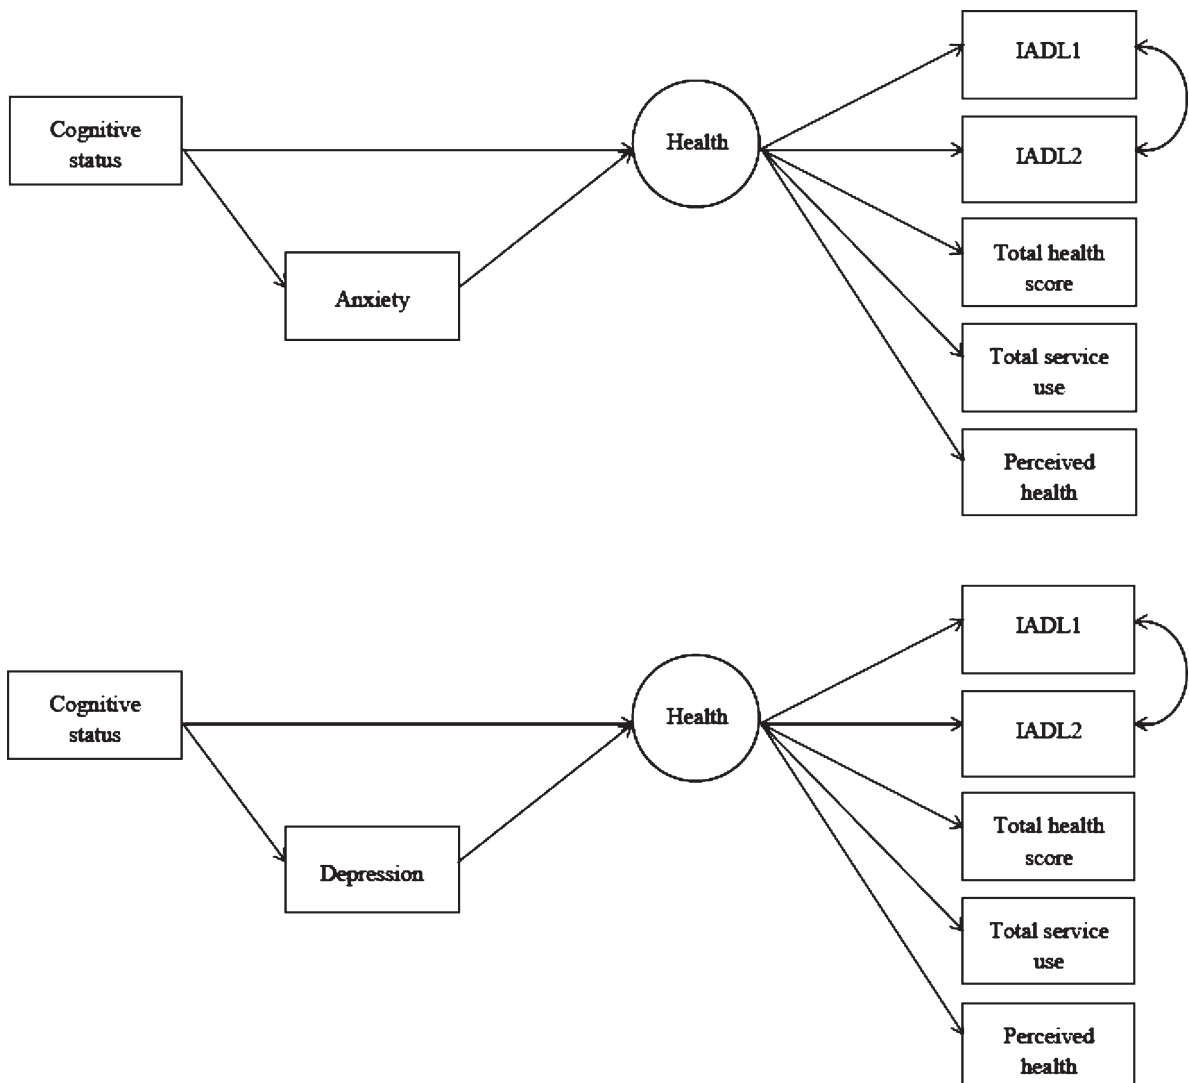 Cognitive
status
Anxiety
Health
IADL1
IADL2
Total health
score
Total service
use
Perceived
health
Cognitive
status
Depression
Health
IADL1
IADL2
Total health
score
Total service
use
Perceived
health